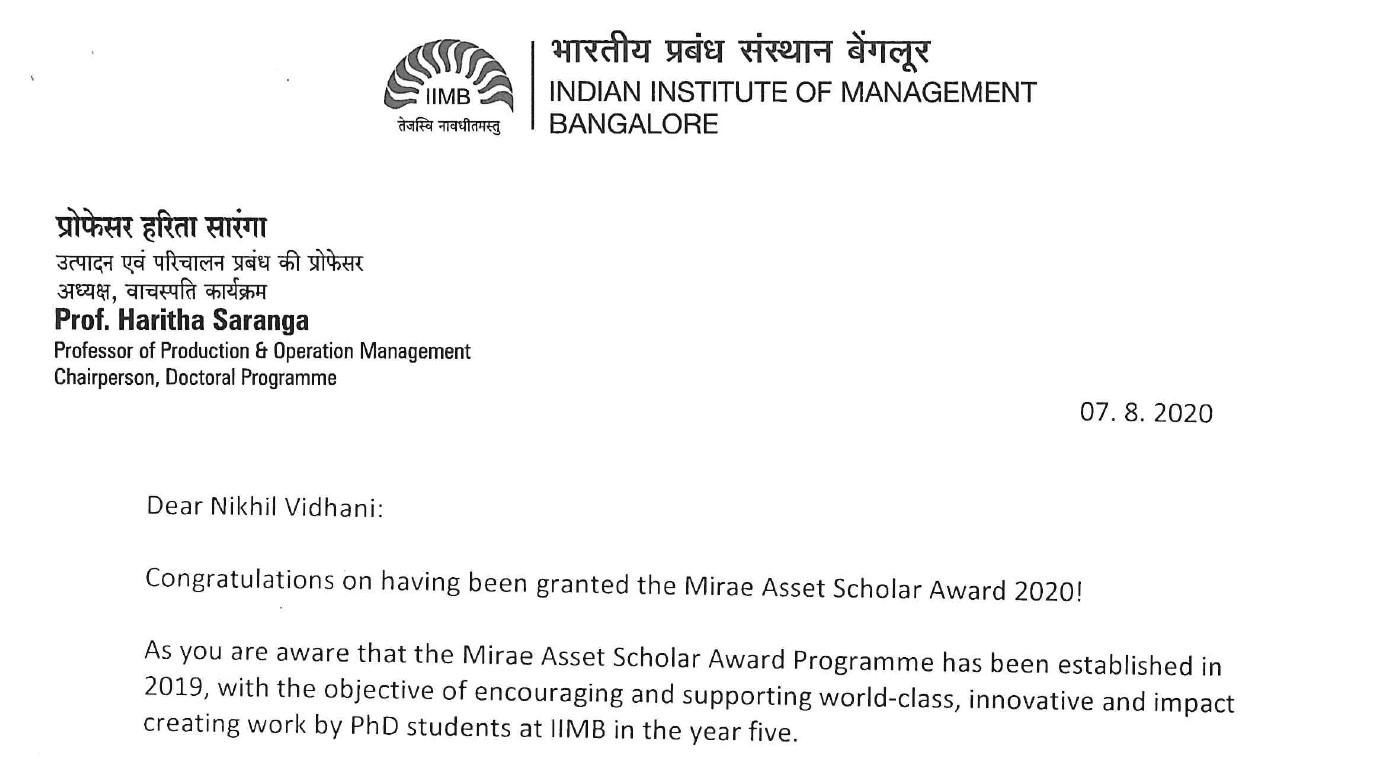 भारतीय प्रबंध संस्थान बेंगलूर
INDIAN INSTITUTE OF MANAGEMENT
BANGALORE
IIMB
तेजस्वि नावधीतमस्तु
प्रोफेसर हरिता सारंगा
उत्पादन एवं परिचालन प्रबंध की प्रोफेसर
अध्यक्ष, वाचस्पति कार्यक्रम
Prof. Haritha Saranga
Professor of Production & Operation Management
Chairperson, Doctoral Programme
07. 8. 2020
Dear Nikhil Vidhani:
Congratulations on having been granted the Mirae Asset Scholar Award 2020!
As you are aware that the Mirae Asset Scholar Award Programme has been established in
2019, with the objective of encouraging and supporting world-class, innovative and impact
creating work by PhD students at IIMB in the year five.